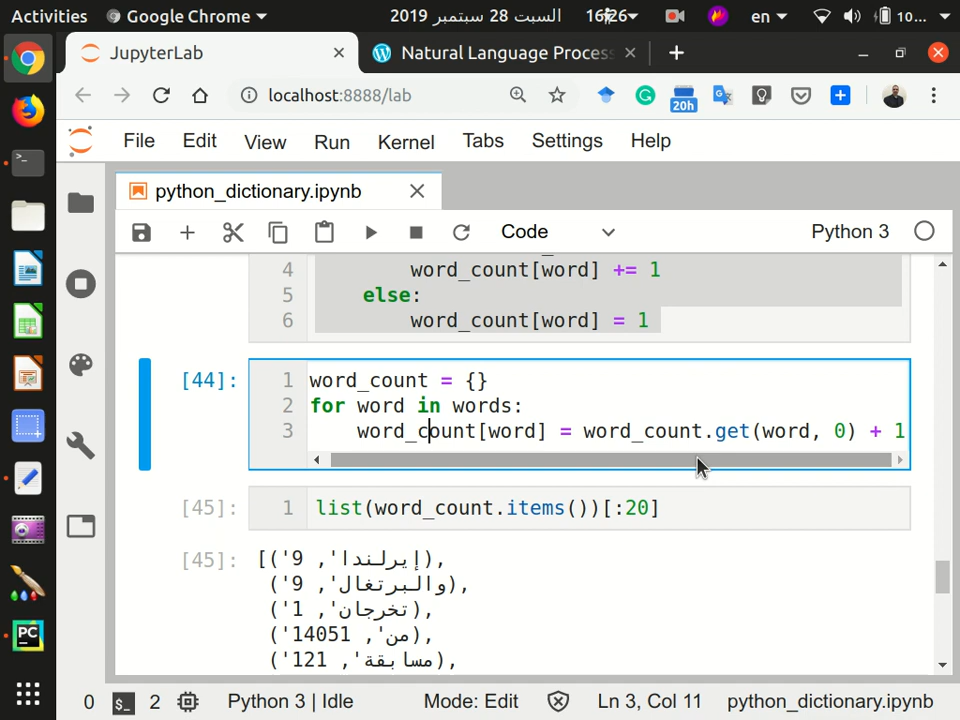 Activities Google Chrome السبت 28 سبتمبر 2019 16:26 en 10...
JupyterLab Natural Language Process
localhost:8888/lab 20h
File Edit View Run Kernel Tabs Settings Help
python_dictionary.ipynb
Code Python 3
4 word_count[word] += 1
5 else:
6 word_count[word] = 1
[44]: 1 word_count = {}
2 for word in words:
3 word_count[word] = word_count.get(word, 0) + 1
[45]: 1 list(word_count.items())[:20]
[45]: [('إيرلندا', 9),
('والبرتغال', 9),
('تخرجان', 1),
('من', 14051),
('مسابقة', 121),
0 2 Python 3 | Idle Mode: Edit Ln 3, Col 11 python_dictionary.ipynb